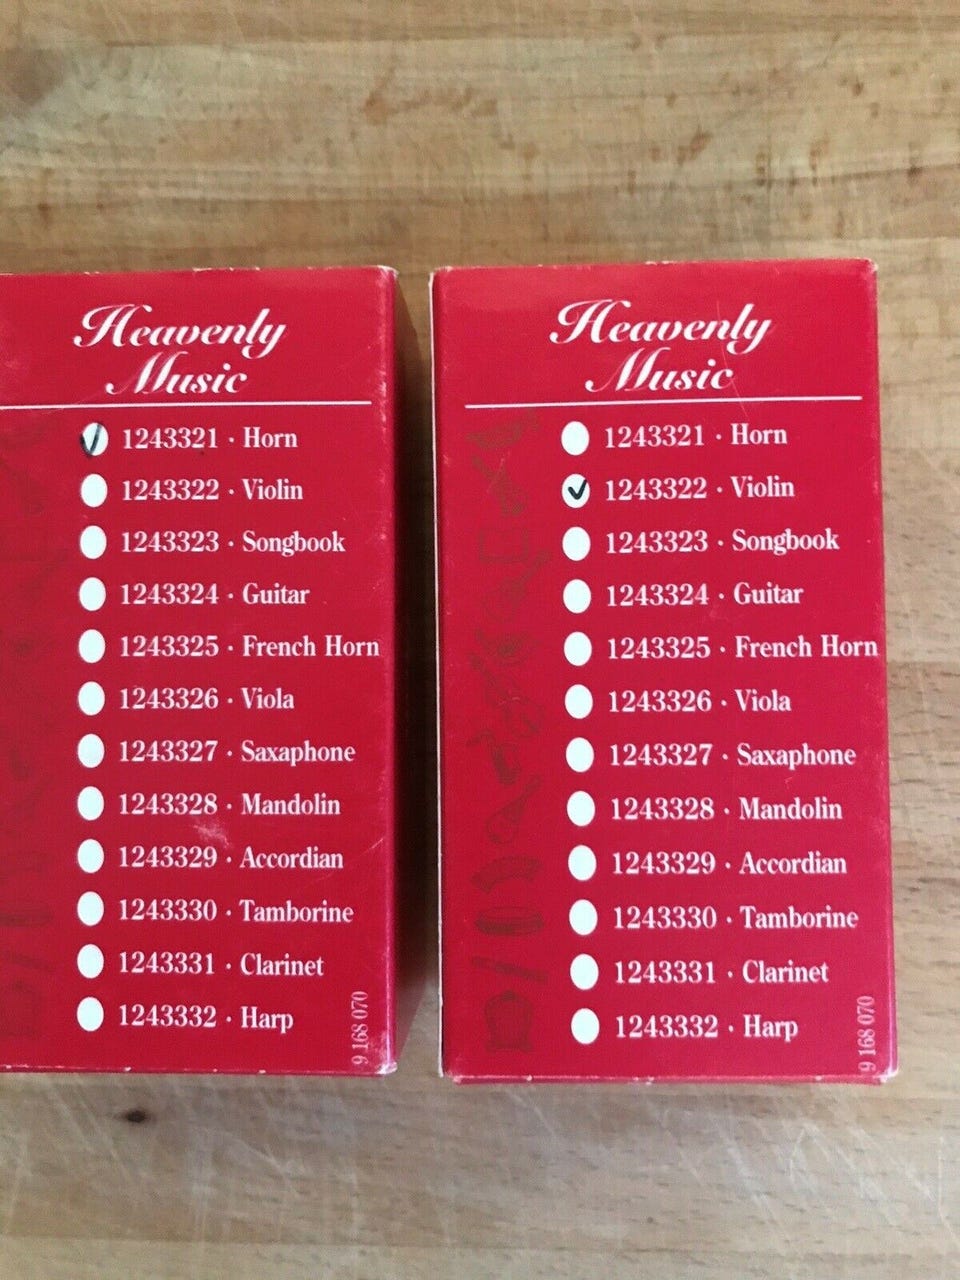 Heavenly
Music
1243321 · Horn
1243322 · Violin
1243323 · Songbook
1243324 · Guitar
1243325 · French Horn
1243326 · Viola
1243327 · Saxaphone
1243328 · Mandolin
1243329 · Accordian
1243330 · Tamborine
1243331 · Clarinet
1243332 · Harp
9 168 070
Heavenly
Music
1243321 · Horn
1243322 · Violin
1243323 · Songbook
1243324 · Guitar
1243325 · French Horn
1243326 · Viola
1243327 · Saxaphone
1243328 · Mandolin
1243329 · Accordian
1243330 · Tamborine
1243331 · Clarinet
1243332 · Harp
9 168 070